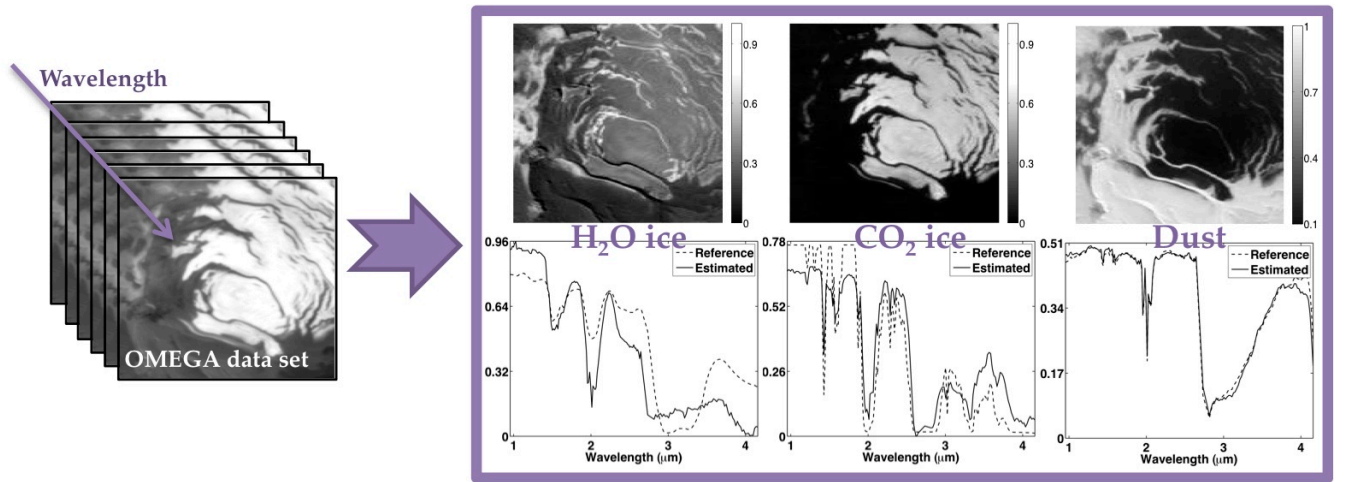 Wavelength
OMEGA data set
0.9
0.6
0.3
0
0.9
0.6
0.3
0
1
0.7
0.4
0.1
H₂O ice
CO₂ ice
Dust
0.96
0.64
0.32
0
Reference
Estimated
1
2
3
4
Wavelength (μm)
0.78
0.52
0.26
0
Reference
Estimated
1
2
3
4
Wavelength (μm)
0.51
0.34
0.17
0
Reference
Estimated
1
2
3
4
Wavelength (μm)